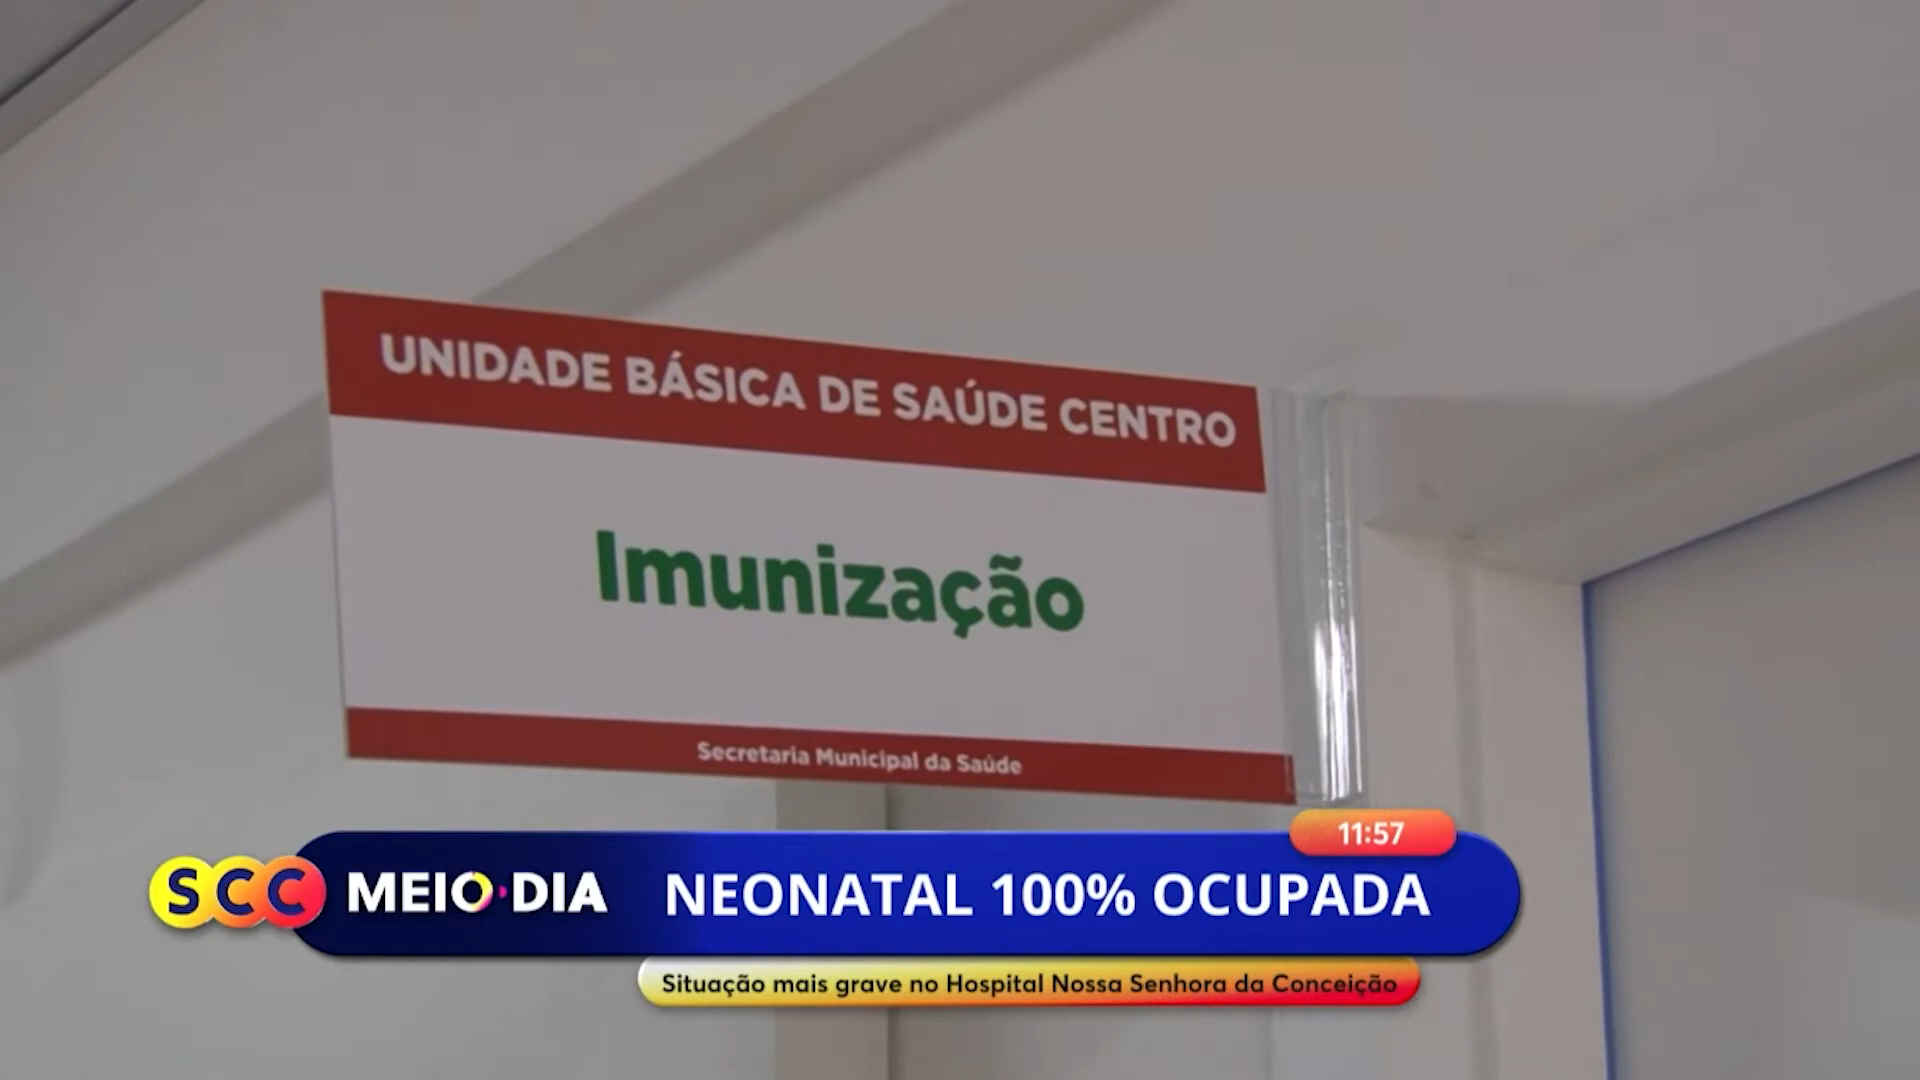 UNIDADE BÁSICA DE SAÚDE CENTRO
Imunização
Secretaria Municipal da Saúde
11:57
SCC MEIO DIA
NEONATAL 100% OCUPADA
Situação mais grave no Hospital Nossa Senhora da Conceição